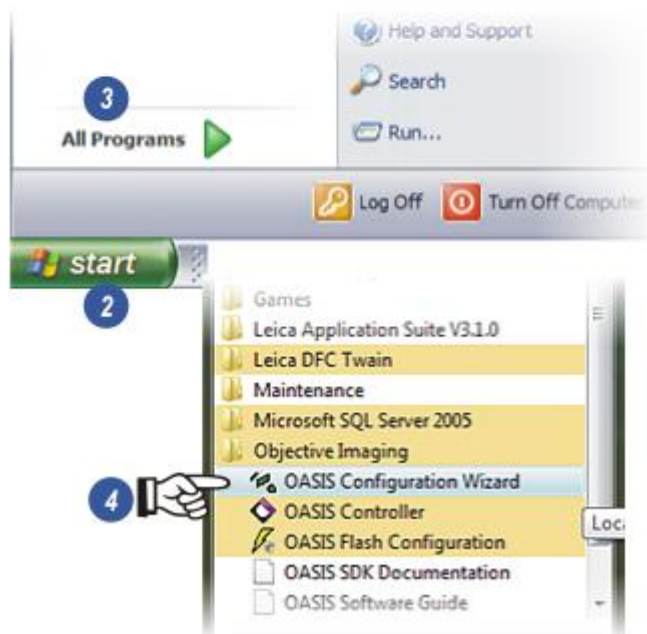 Help and Support
Search
Run...
3
All Programs
Log Off
Turn Off Computer
start
2
Games
Leica Application Suite V3.1.0
Leica DFC Twain
Maintenance
Microsoft SQL Server 2005
Objective Imaging
4
OASIS Configuration Wizard
OASIS Controller
Loca
OASIS Flash Configuration
OASIS SDK Documentation
OASIS Software Guide